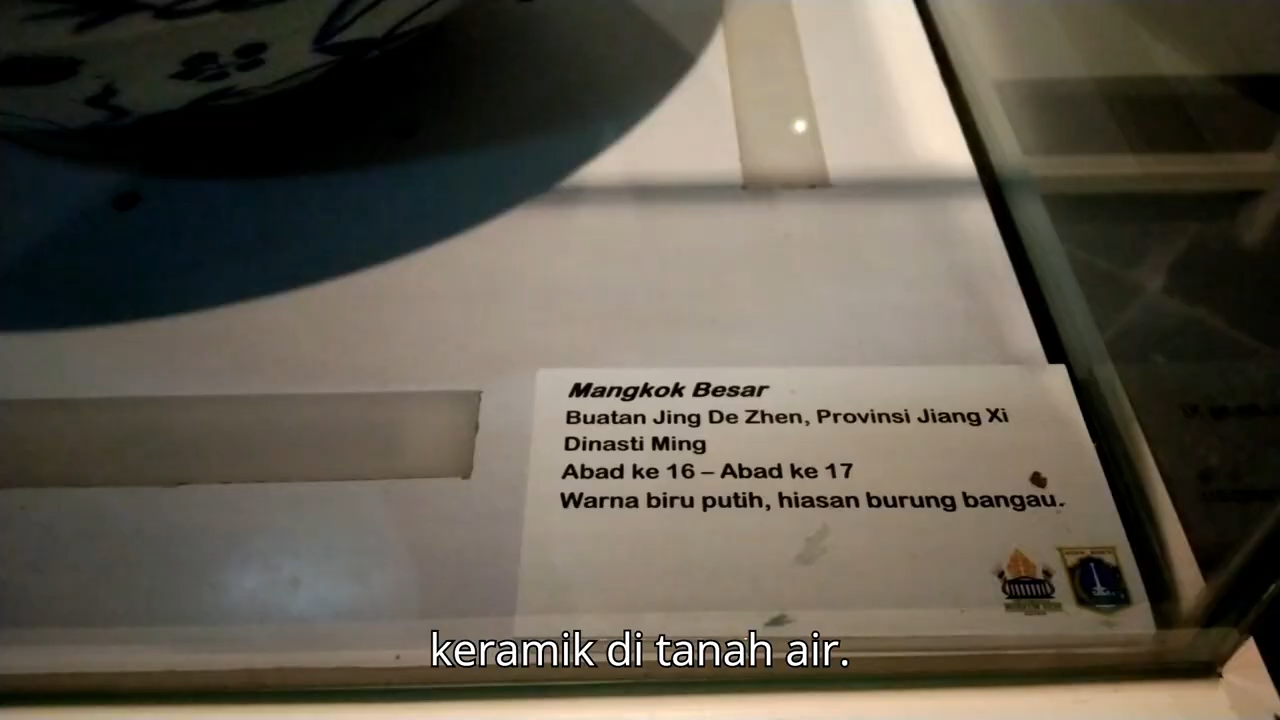 Mangkok Besar
Buatan Jing De Zhen, Provinsi Jiang Xi
Dinasti Ming
Abad ke 16 – Abad ke 17
Warna biru putih, hiasan burung bangau.
keramik di tanah air.